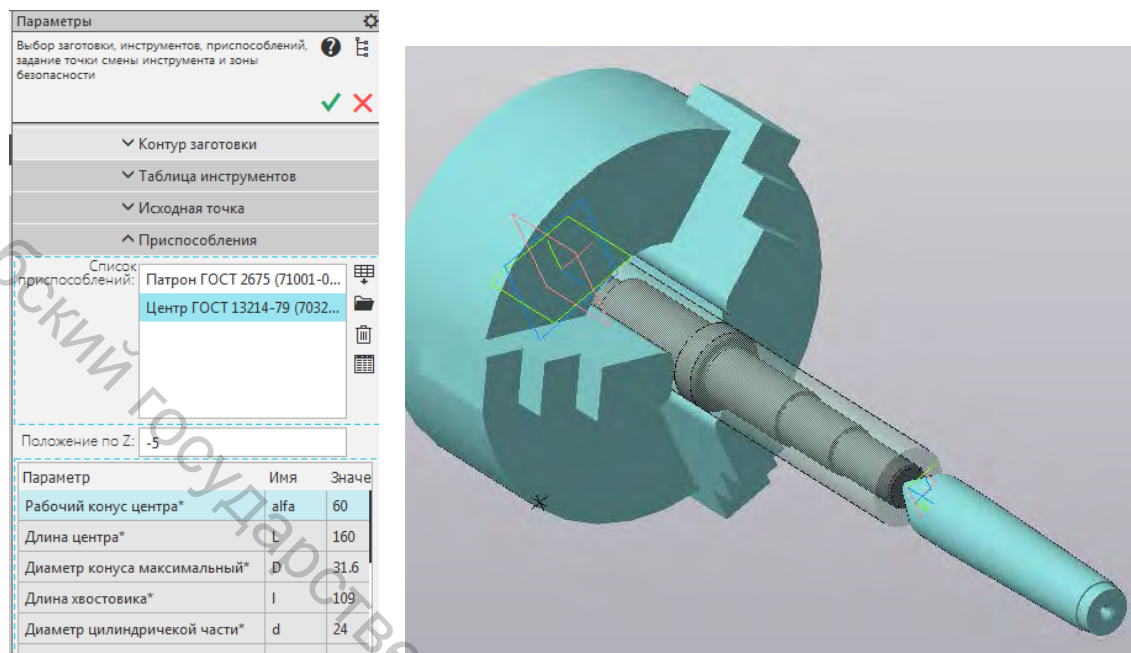 Параметры
Выбор заготовки, инструментов, приспособлений,
задание точки смены инструмента и зоны
безопасности
Контур заготовки
Таблица инструментов
Исходная точка
Приспособления
Список
приспособлений:
Патрон ГОСТ 2675 (71001-0...
Центр ГОСТ 13214-79 (7032...
Положение по Z: -5
Параметр Имя Значе
Рабочий конус центра* alfa 60
Длина центра* L 160
Диаметр конуса максимальный* D 31.6
Длина хвостовика* l 109
Диаметр цилиндричекой части* d 24
бский государстве